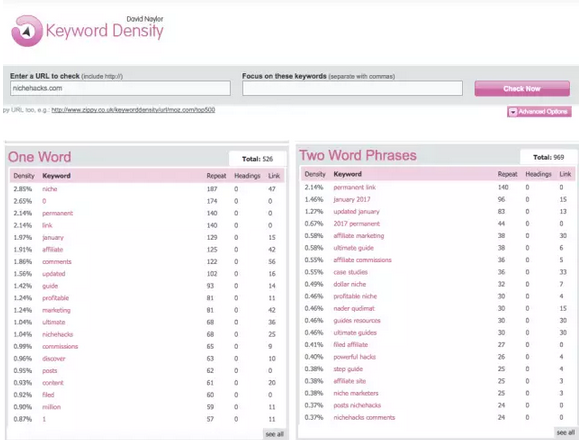 David Naylor
Keyword Density
Enter a URL to check (include http://)
Focus on these keywords (separate with commas)
nichehacks.com
Check Now
py URL, too, e.g.: http://www.zippy.co.uk/keyworddensity/url/moz.com/top500
Advanced Options
One Word
Total: 526
Density Keyword Repeat Headings Link
2.85% niche 187 0 47
2.65% 0 174 0 0
2.14% permanent 140 0 0
2.14% link 140 0 0
1.97% january 129 0 15
1.91% affiliate 125 0 42
1.86% comments 122 0 56
1.56% updated 102 0 16
1.42% guide 93 0 14
1.24% profitable 81 0 11
1.24% marketing 81 0 42
1.04% ultimate 68 0 36
1.04% nichehacks 68 0 25
0.99% commissions 65 0 9
0.96% discover 63 0 10
0.95% posts 62 0 0
0.93% content 61 0 20
0.92% filed 60 0 0
0.90% million 59 0 11
0.87% 1 57 0 11
see all
Two Word Phrases
Total: 969
Density Keyword Repeat Headings Link
2.14% permanent link 140 0 0
1.46% january 2017 96 0 15
1.27% updated january 83 0 13
0.67% 2017 permanent 44 0 0
0.58% affiliate marketing 38 0 30
0.58% ultimate guide 38 0 6
0.55% affiliate commissions 36 0 5
0.55% case studies 36 0 33
0.49% dollar niche 32 0 7
0.46% profitable niche 30 0 4
0.46% nader qudimat 30 0 15
0.46% guides resources 30 0 30
0.46% ultimate guides 30 0 30
0.41% filed affiliate 27 0 0
0.40% powerful hacks 26 0 4
0.38% step guide 25 0 4
0.38% affiliate site 25 0 3
0.38% niche marketers 25 0 3
0.37% posts nichehacks 24 0 0
0.37% nichehacks comments 24 0 0
see all